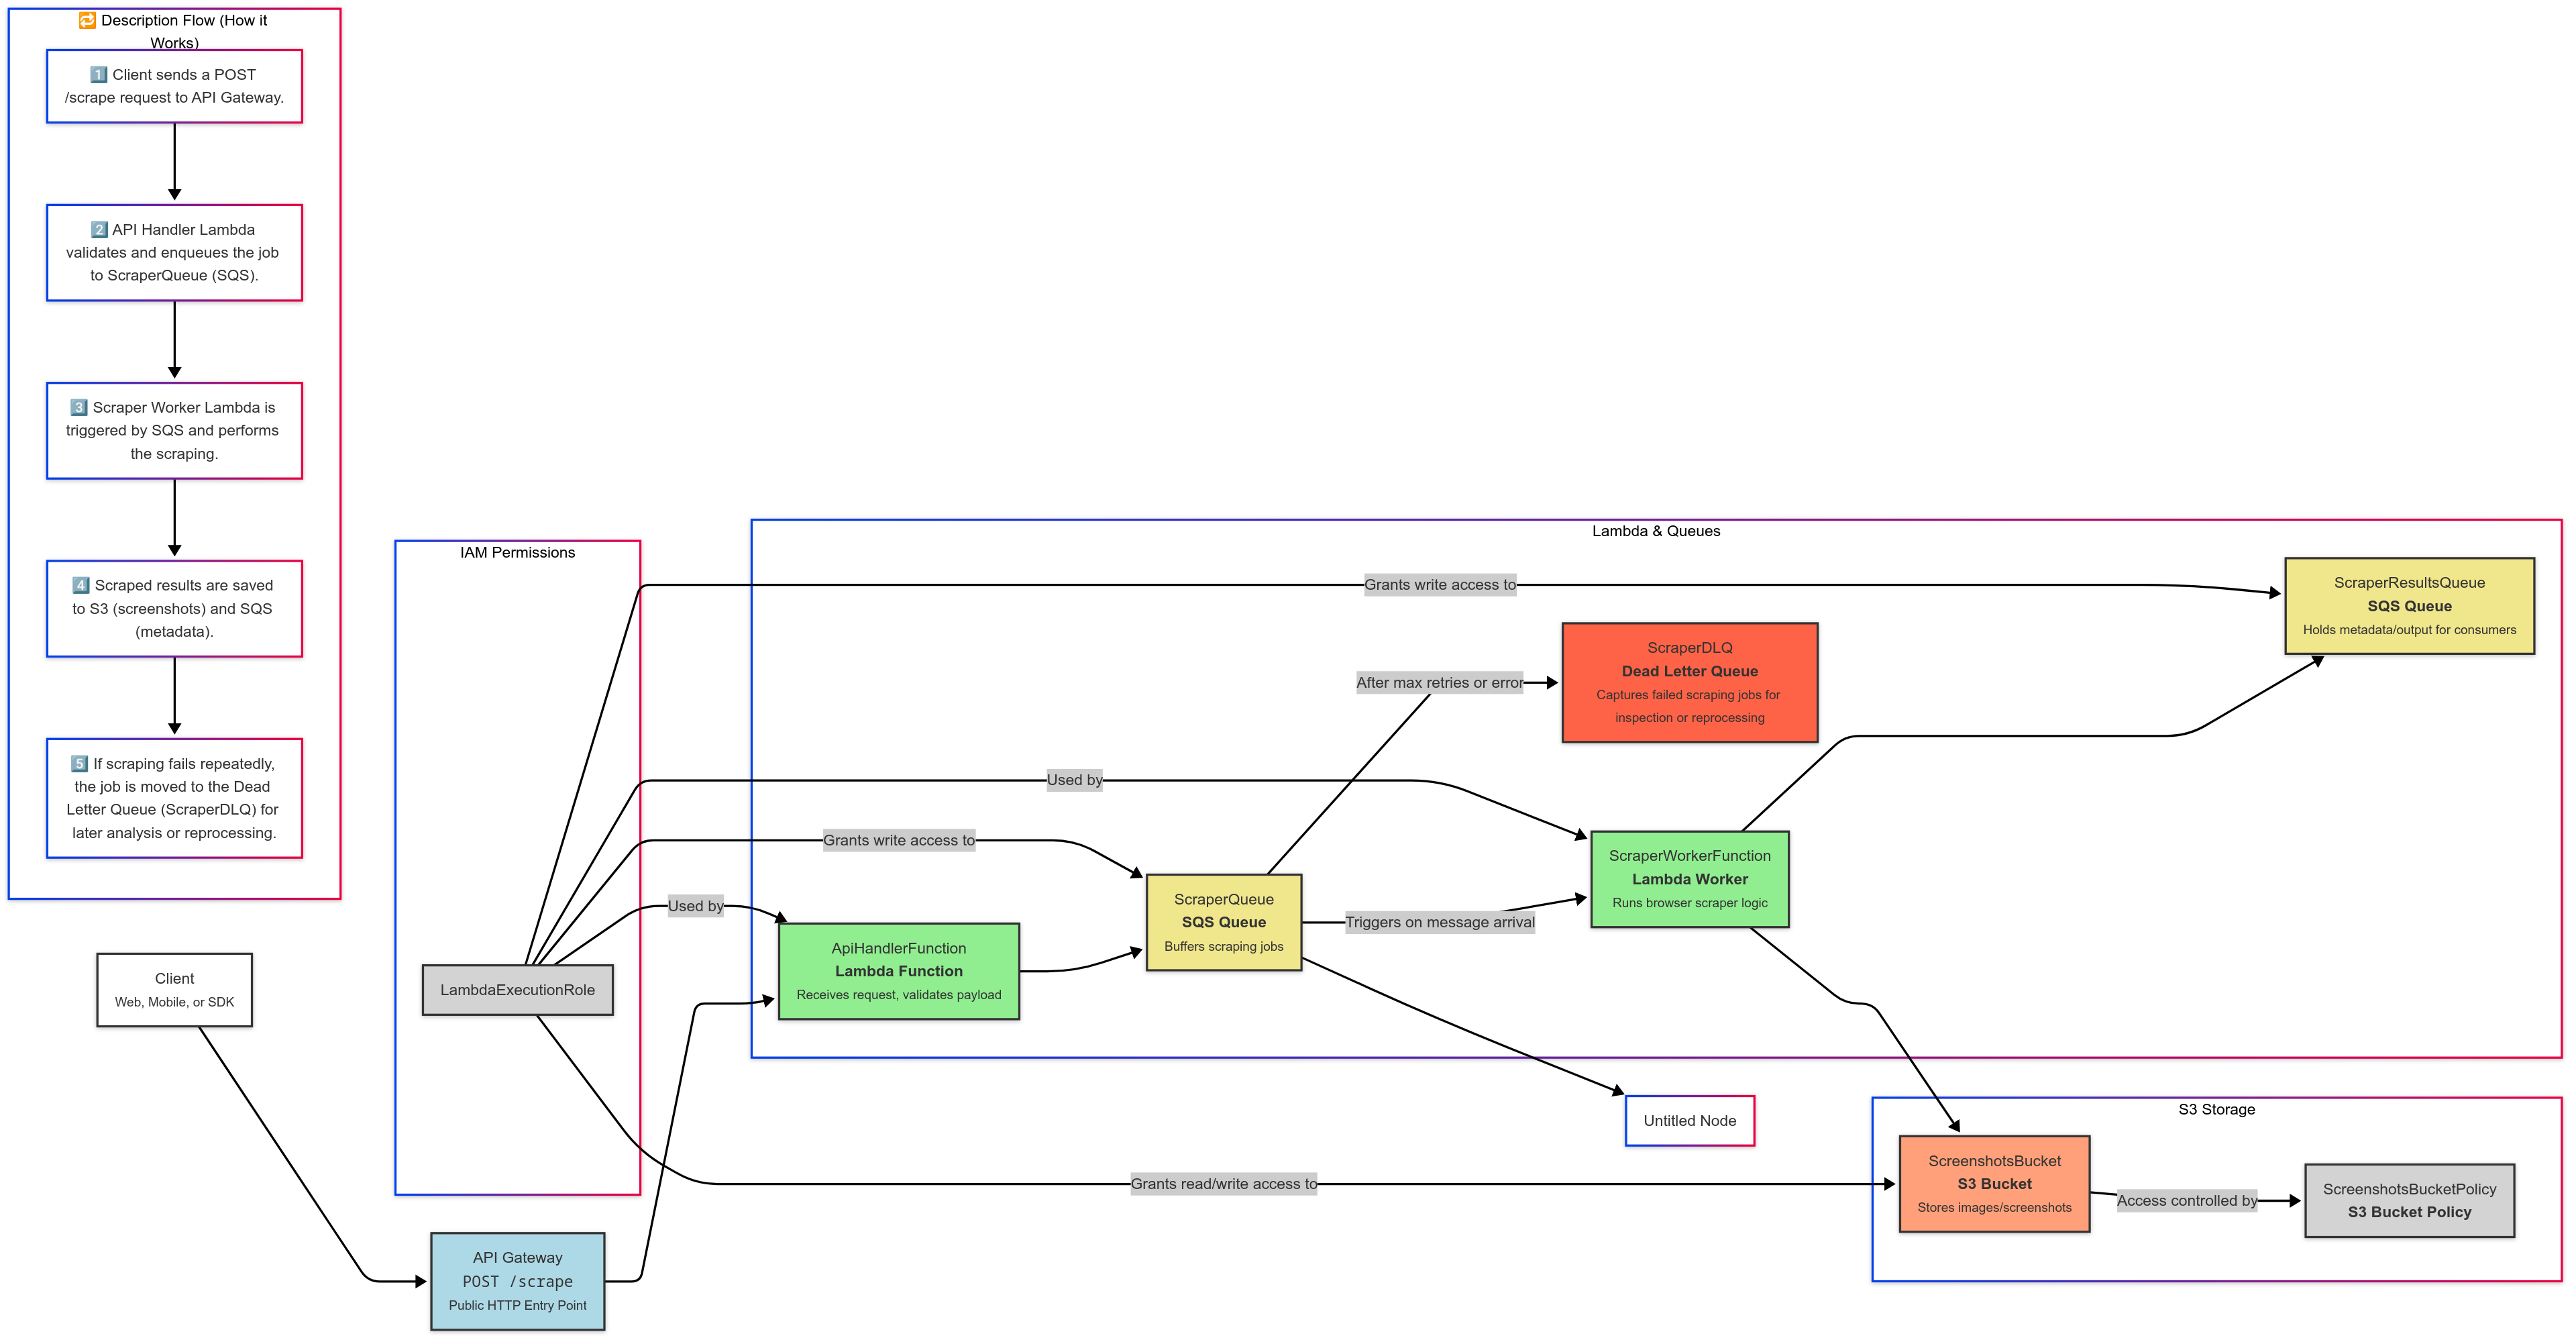 🔁 Description Flow (How it
Works)
1️⃣ Client sends a POST
/scrape request to API Gateway.
2️⃣ API Handler Lambda
validates and enqueues the job
to ScraperQueue (SQS).
3️⃣ Scraper Worker Lambda is
triggered by SQS and performs
the scraping.
4️⃣ Scraped results are saved
to S3 (screenshots) and SQS
(metadata).
5️⃣ If scraping fails repeatedly,
the job is moved to the Dead
Letter Queue (ScraperDLQ) for
later analysis or reprocessing.
Client
Web, Mobile, or SDK
IAM Permissions
LambdaExecutionRole
API Gateway
POST /scrape
Public HTTP Entry Point
Lambda & Queues
Grants write access to
After max retries or error
Used by
Grants write access to
Used by
Triggers on message arrival
ApiHandlerFunction
Lambda Function
Receives request, validates payload
ScraperQueue
SQS Queue
Buffers scraping jobs
ScraperDLQ
Dead Letter Queue
Captures failed scraping jobs for
inspection or reprocessing
ScraperWorkerFunction
Lambda Worker
Runs browser scraper logic
ScraperResultsQueue
SQS Queue
Holds metadata/output for consumers
Untitled Node
Grants read/write access to
S3 Storage
ScreenshotsBucket
S3 Bucket
Stores images/screenshots
Access controlled by
ScreenshotsBucketPolicy
S3 Bucket Policy